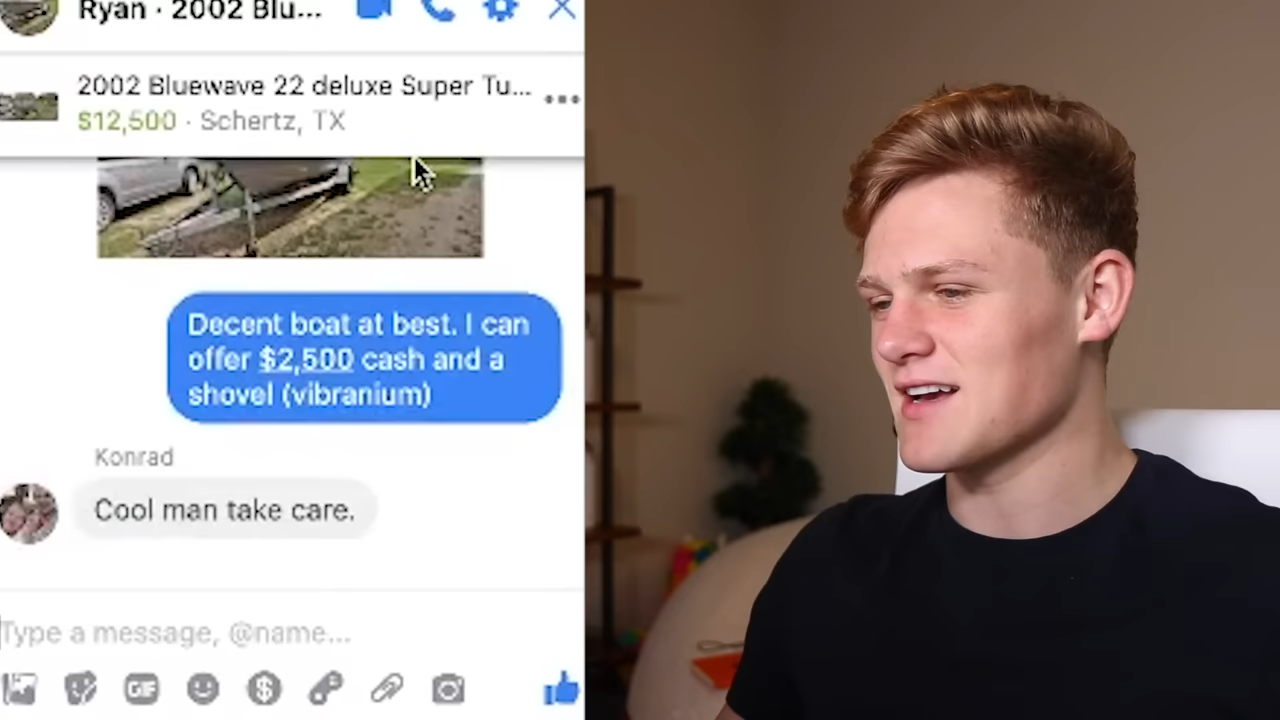 Ryan · 2002 Blu...
2002 Bluewave 22 deluxe Super Tu...
$12,500 · Schertz, TX
Decent boat at best. I can
offer $2,500 cash and a
shovel (vibranium)
Konrad
Cool man take care.
Type a message, @name...
GIF